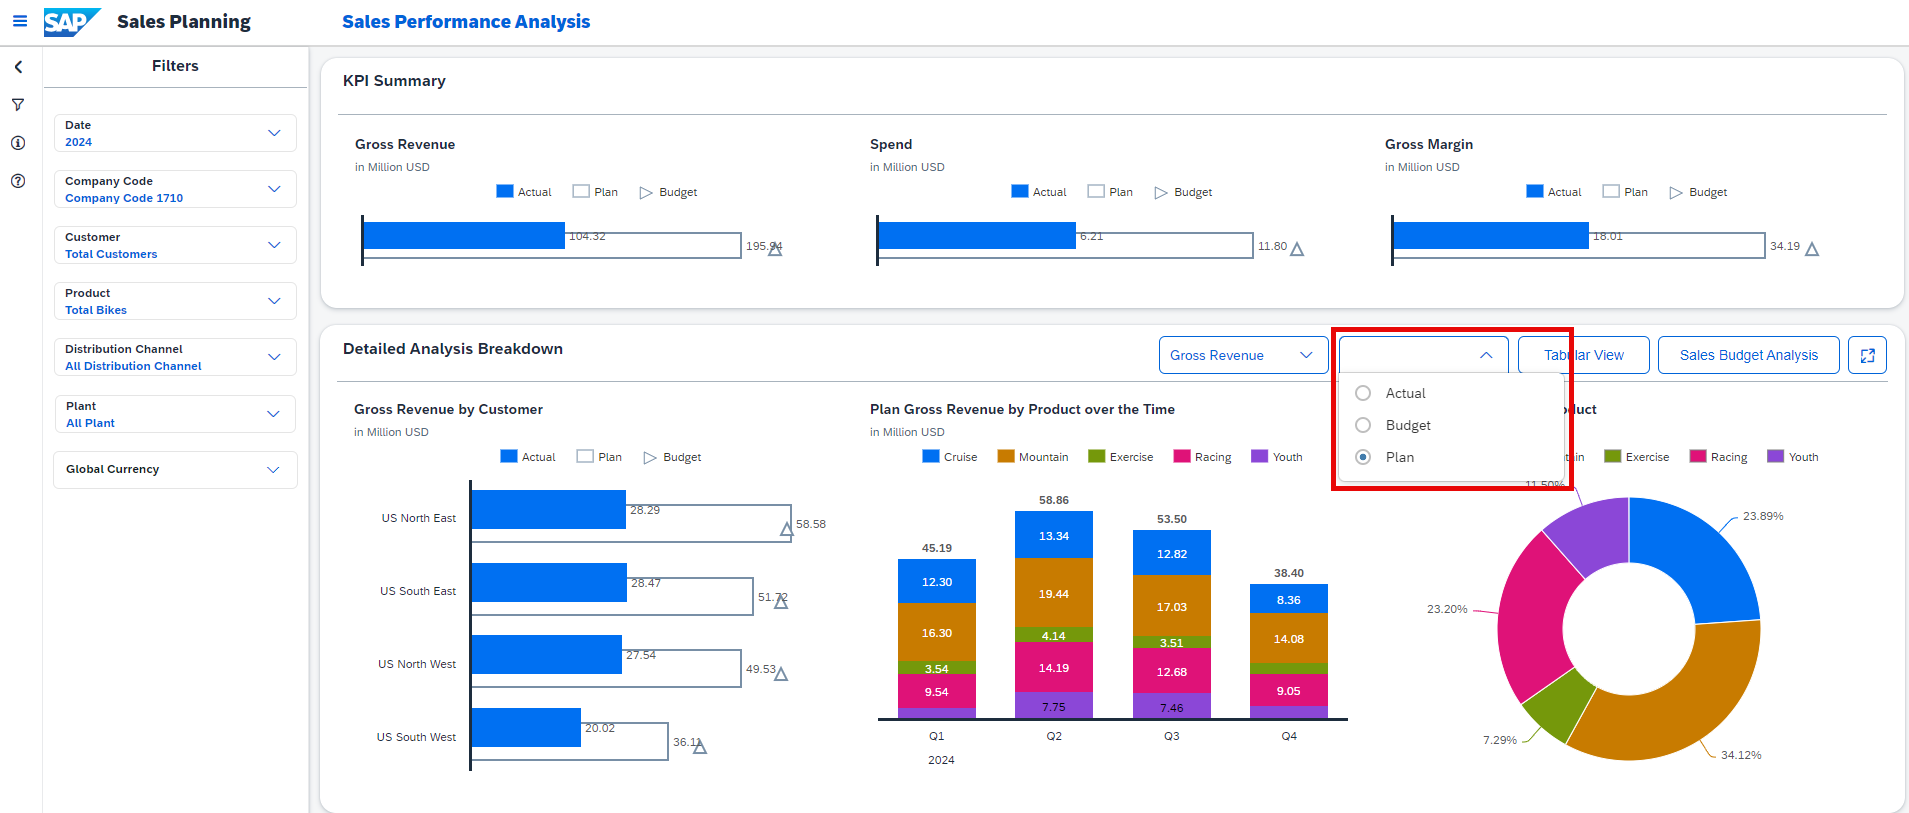 SAP Sales Planning
Sales Performance Analysis
Filters
Date
2024
Company Code
Company Code 1710
Customer
Total Customers
Product
Total Bikes
Distribution Channel
All Distribution Channel
Plant
All Plant
Global Currency
KPI Summary
Gross Revenue
in Million USD
Actual Plan Budget
104.32
195.94
Spend
in Million USD
Actual Plan Budget
6.21
11.80
Gross Margin
in Million USD
Actual Plan Budget
18.01
34.19
Detailed Analysis Breakdown
Gross Revenue
Tabular View
Sales Budget Analysis
Actual
Budget
Plan
Gross Revenue by Customer
in Million USD
Actual Plan Budget
US North East
28.29
58.58
US South East
28.47
51.72
US North West
27.54
49.53
US South West
20.02
36.11
Plan Gross Revenue by Product over the Time
in Million USD
Cruise Mountain Exercise Racing Youth
45.19
12.30
16.30
3.54
9.54
58.86
13.34
19.44
4.14
14.19
7.75
53.50
12.82
17.03
3.51
12.68
7.46
38.40
8.36
14.08
9.05
Q1 Q2 Q3 Q4
2024
Exercise Racing Youth
11.50%
23.89%
23.20%
7.29%
34.12%